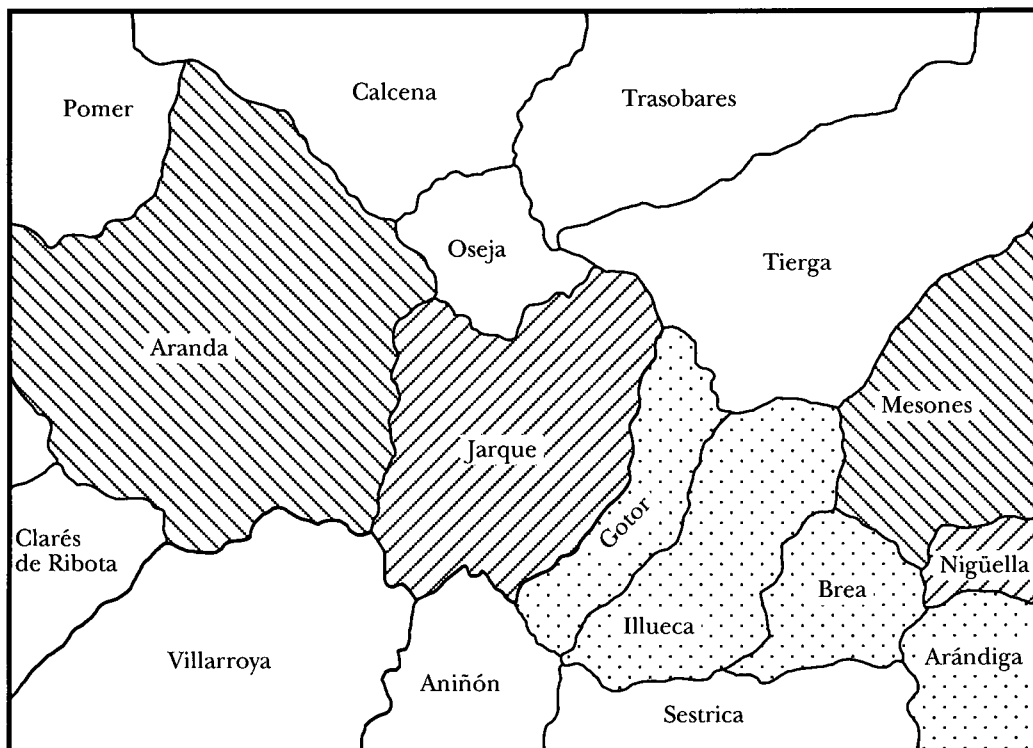 Calcena
Trasobares
Pomer
Oseja
Tierga
Aranda
Mesones
Jarque
Gotor
Clarés
de Ribota
Nigüella
Brea
Illueca
Villarroya
Arándiga
Aniñón
Sestrica